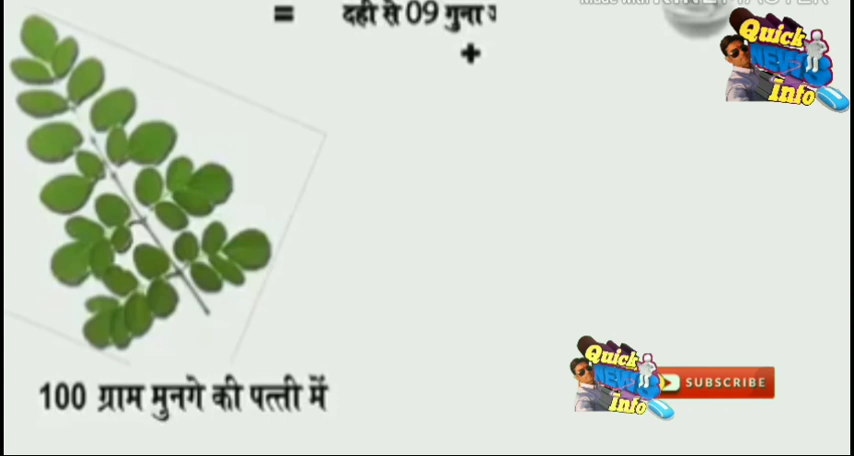 = दही से 09 गुना
+
Quick
NEWS
Info
100 ग्राम मुनगे की पत्ती में
Quick
NEWS
Info
SUBSCRIBE